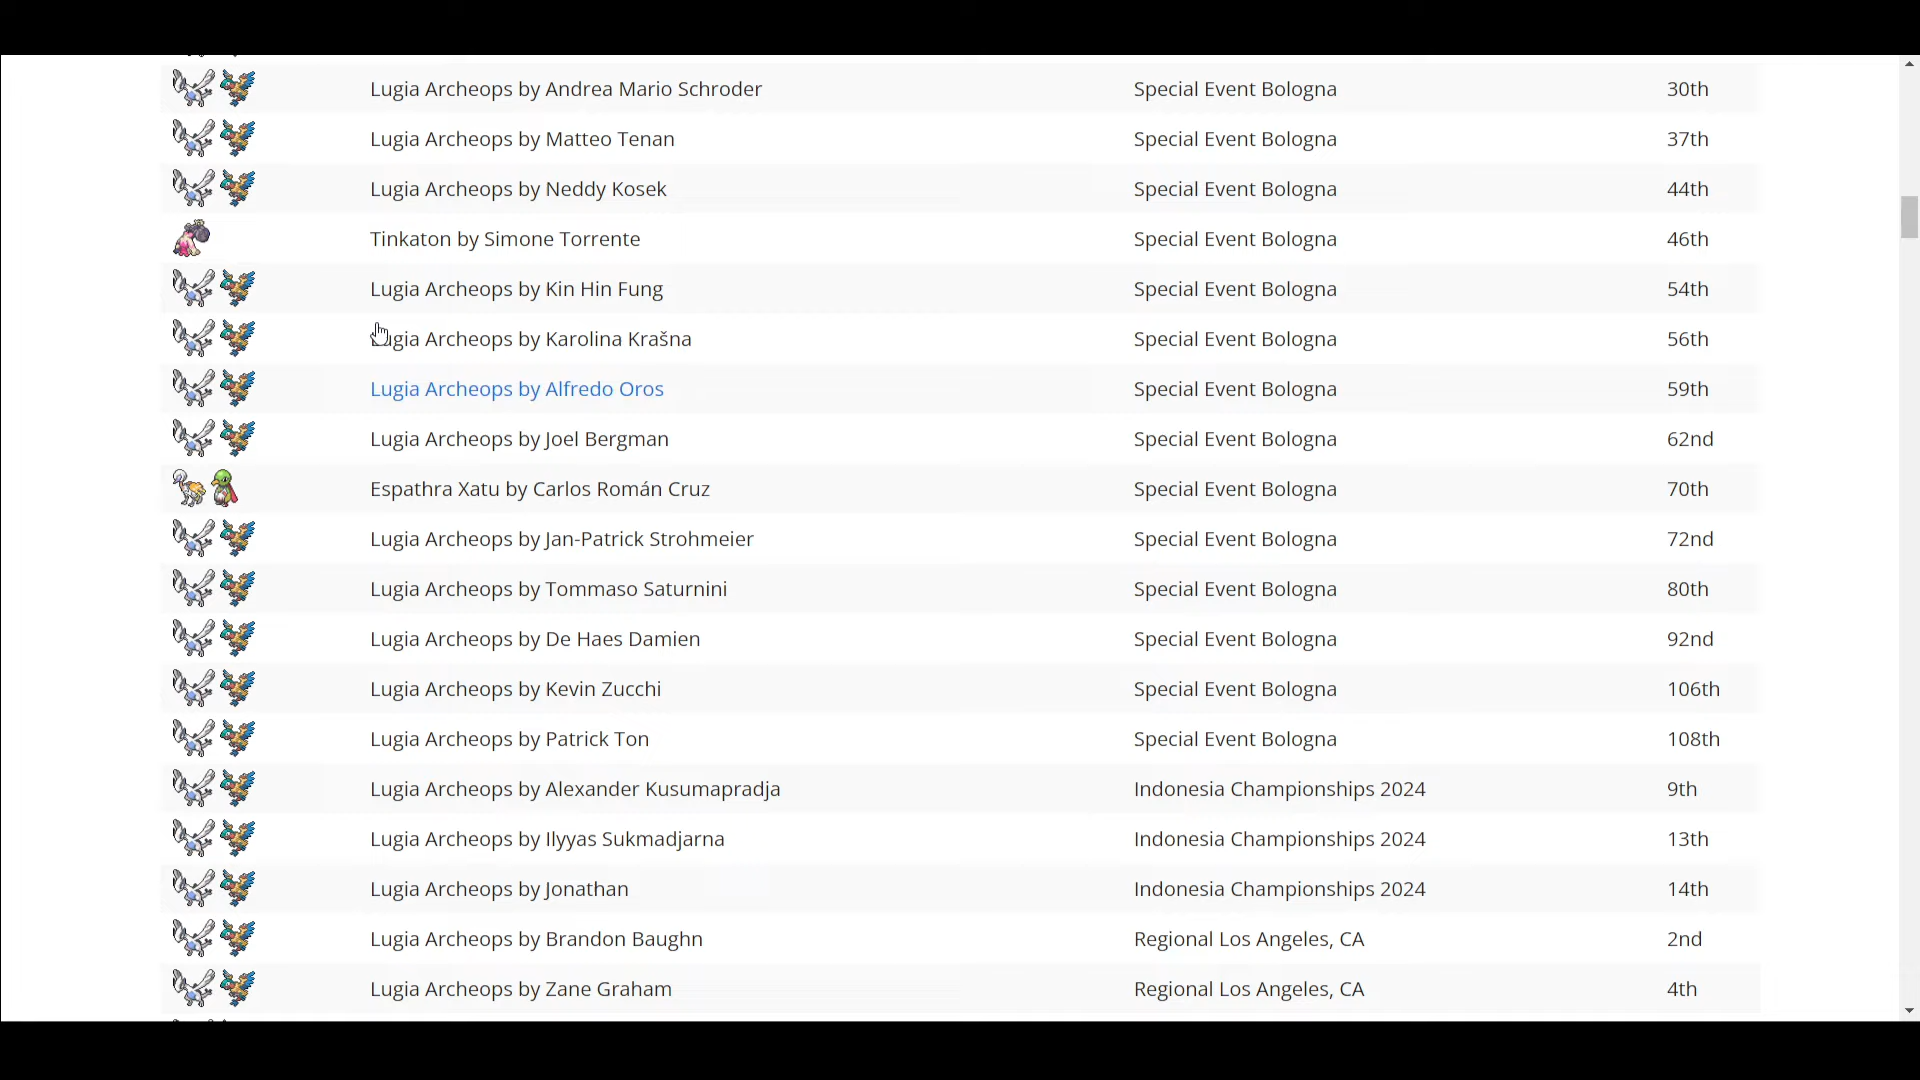 Lugia Archeops by Andrea Mario Schroder Special Event Bologna 30th
Lugia Archeops by Matteo Tenan Special Event Bologna 37th
Lugia Archeops by Neddy Kosek Special Event Bologna 44th
Tinkaton by Simone Torrente Special Event Bologna 46th
Lugia Archeops by Kin Hin Fung Special Event Bologna 54th
Lugia Archeops by Karolina Krašna Special Event Bologna 56th
Lugia Archeops by Alfredo Oros Special Event Bologna 59th
Lugia Archeops by Joel Bergman Special Event Bologna 62nd
Espathra Xatu by Carlos Román Cruz Special Event Bologna 70th
Lugia Archeops by Jan-Patrick Strohmeier Special Event Bologna 72nd
Lugia Archeops by Tommaso Saturnini Special Event Bologna 80th
Lugia Archeops by De Haes Damien Special Event Bologna 92nd
Lugia Archeops by Kevin Zucchi Special Event Bologna 106th
Lugia Archeops by Patrick Ton Special Event Bologna 108th
Lugia Archeops by Alexander Kusumapradja Indonesia Championships 2024 9th
Lugia Archeops by Ilyyas Sukmadjarna Indonesia Championships 2024 13th
Lugia Archeops by Jonathan Indonesia Championships 2024 14th
Lugia Archeops by Brandon Baughn Regional Los Angeles, CA 2nd
Lugia Archeops by Zane Graham Regional Los Angeles, CA 4th